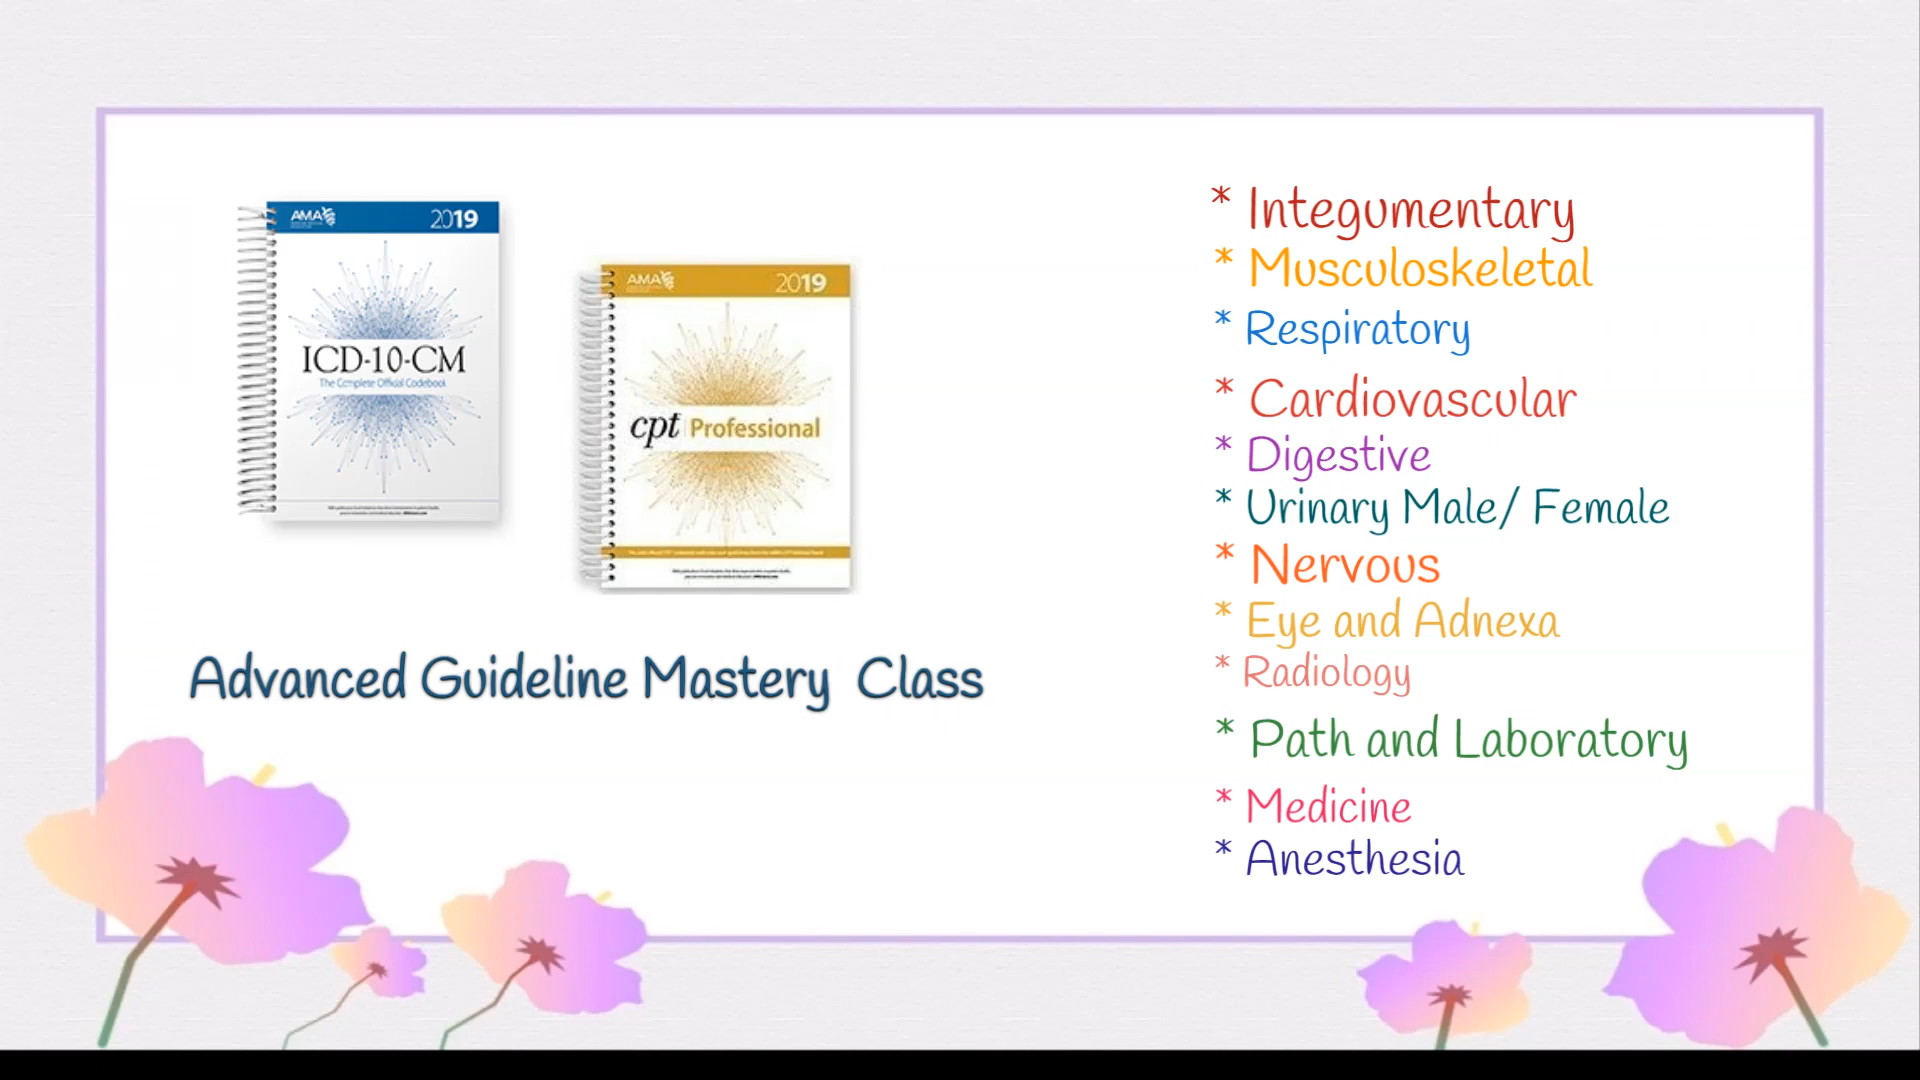 AMA 2019
ICD-10-CM
The Complete Official Codebook
AMA 2019
cpt Professional
Advanced Guideline Mastery Class
* Integumentary
* Musculoskeletal
* Respiratory
* Cardiovascular
* Digestive
* Urinary Male/ Female
* Nervous
* Eye and Adnexa
* Radiology
* Path and Laboratory
* Medicine
* Anesthesia